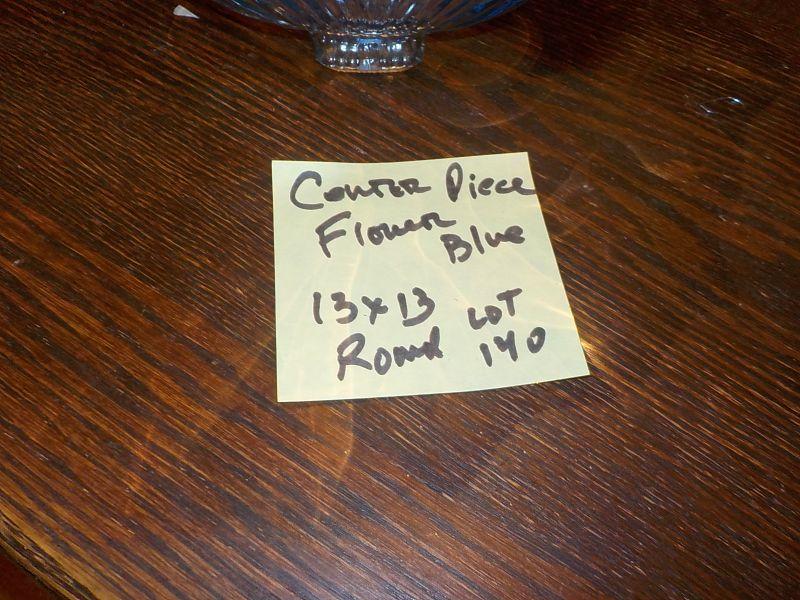 Center Piece
Flower Blue
13x13 LOT
Round 140